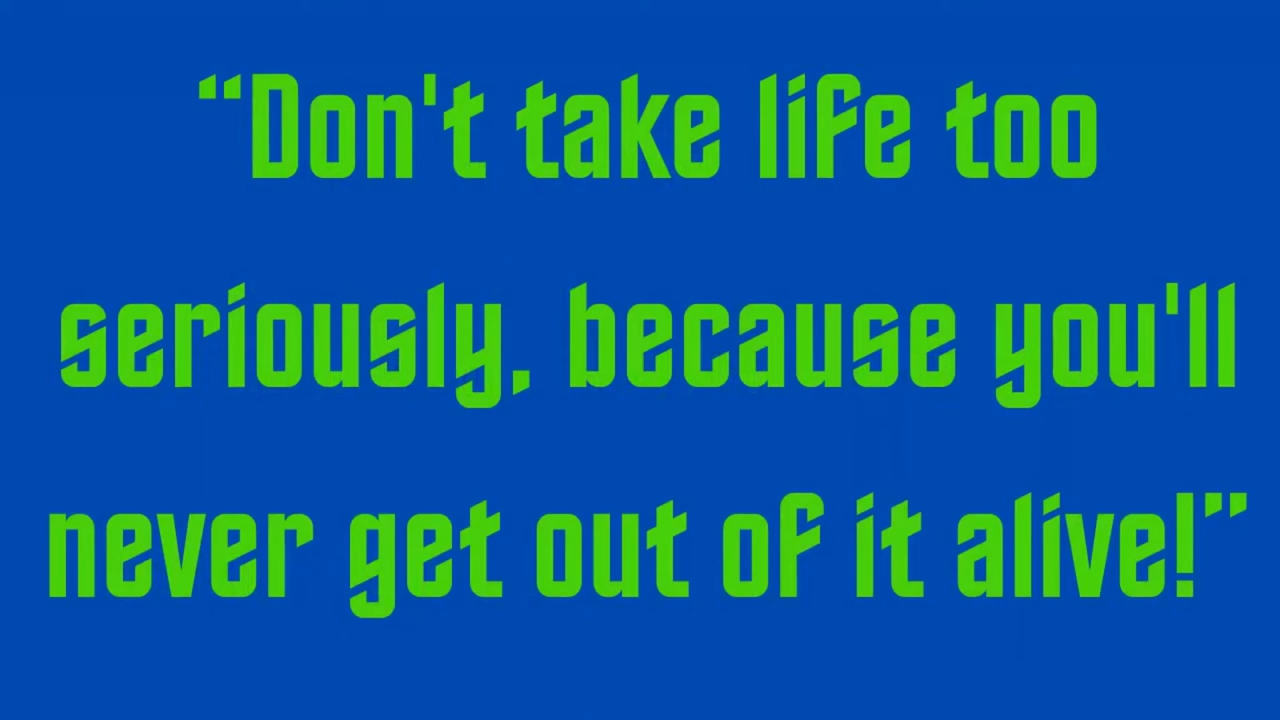 “Don't take life too
seriously, because you'll
never get out of it alive!”